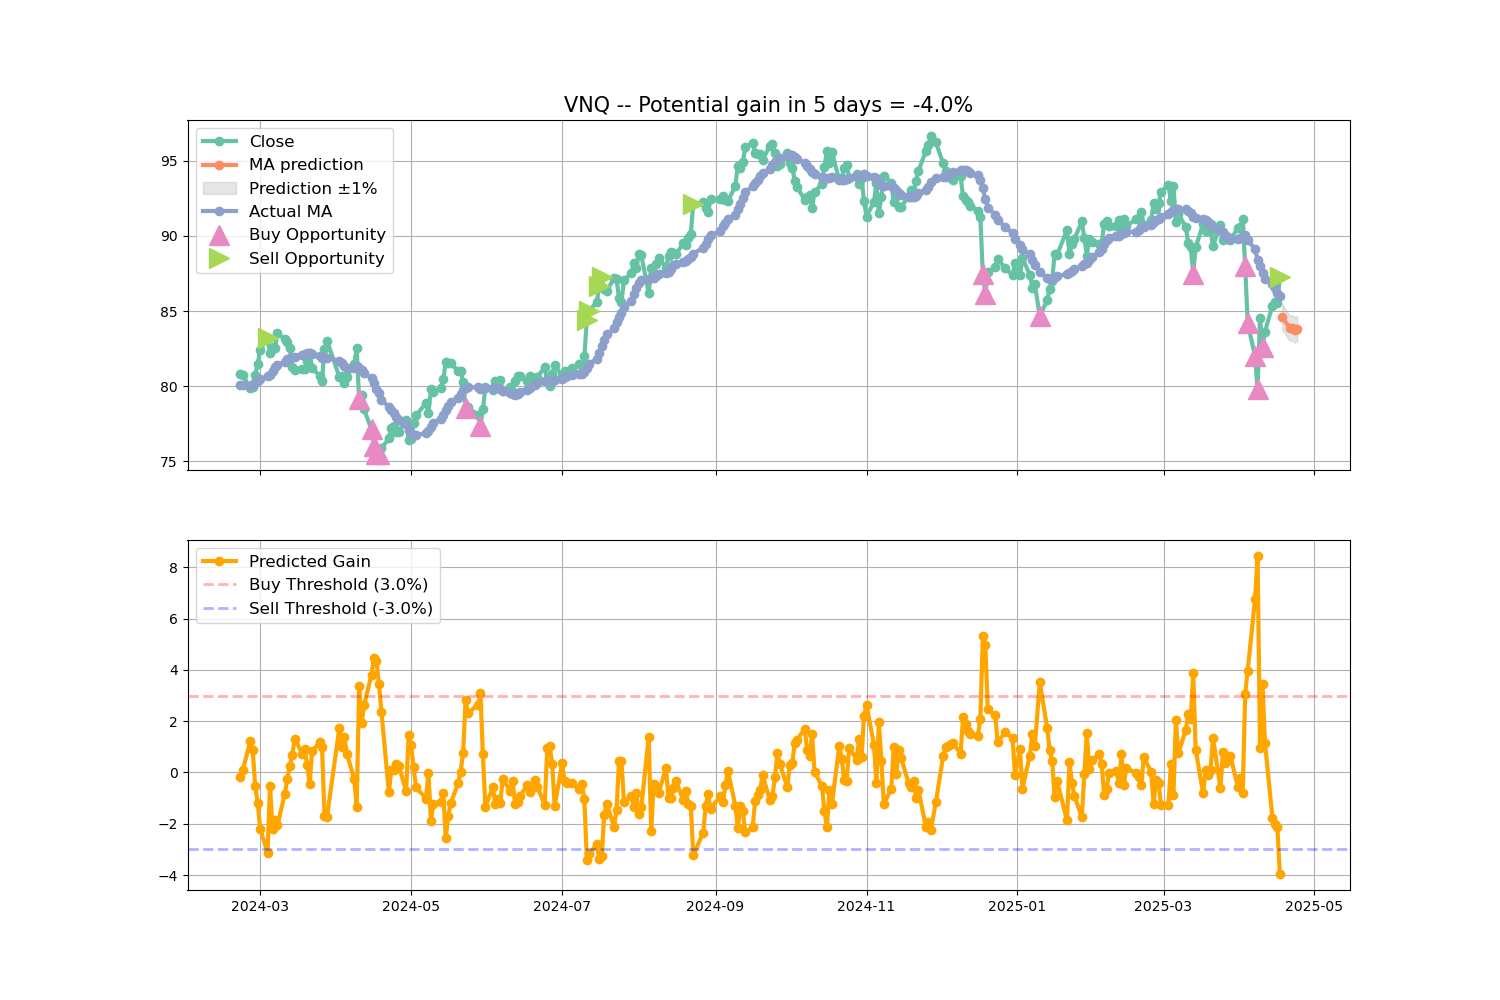 VNQ -- Potential gain in 5 days = -4.0%
Close
MA prediction
Prediction ±1%
Actual MA
Buy Opportunity
Sell Opportunity
95
90
85
80
75
Predicted Gain
Buy Threshold (3.0%)
Sell Threshold (-3.0%)
8
6
4
2
0
−2
−4
2024-03 2024-05 2024-07 2024-09 2024-11 2025-01 2025-03 2025-05